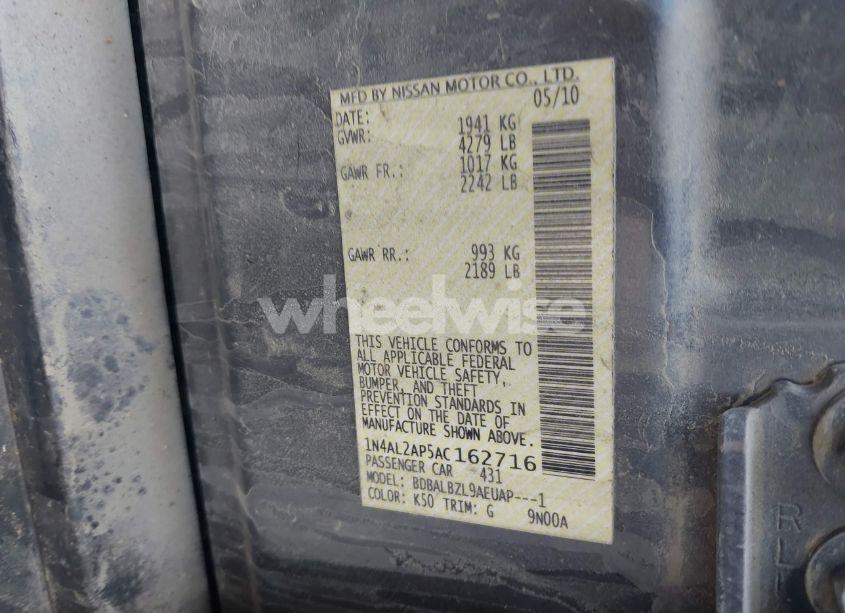 MFD BY NISSAN MOTOR CO., LTD.
DATE: 05/10
GVWR: 1941 KG
4279 LB
GAWR FR.: 1017 KG
2242 LB
GAWR RR.: 993 KG
2189 LB
wheelwise
THIS VEHICLE CONFORMS TO
ALL APPLICABLE FEDERAL
MOTOR VEHICLE SAFETY,
BUMPER, AND THEFT
PREVENTION STANDARDS IN
EFFECT ON THE DATE OF
MANUFACTURE SHOWN ABOVE.
1N4AL2AP5AC162716
PASSENGER CAR 431
MODEL: BDBALBZL9AEUAP---1
COLOR: K50 TRIM: G 9N00A